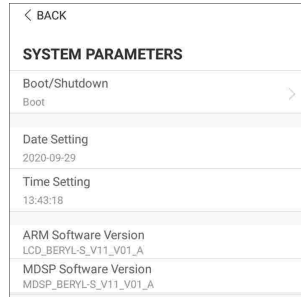 < BACK
SYSTEM PARAMETERS
Boot/Shutdown
Boot
Date Setting
2020-09-29
Time Setting
13:43:18
ARM Software Version
LCD_BERYL-S_V11_V01_A
MDSP Software Version
MDSP_BERYL-S_V11_V01_A